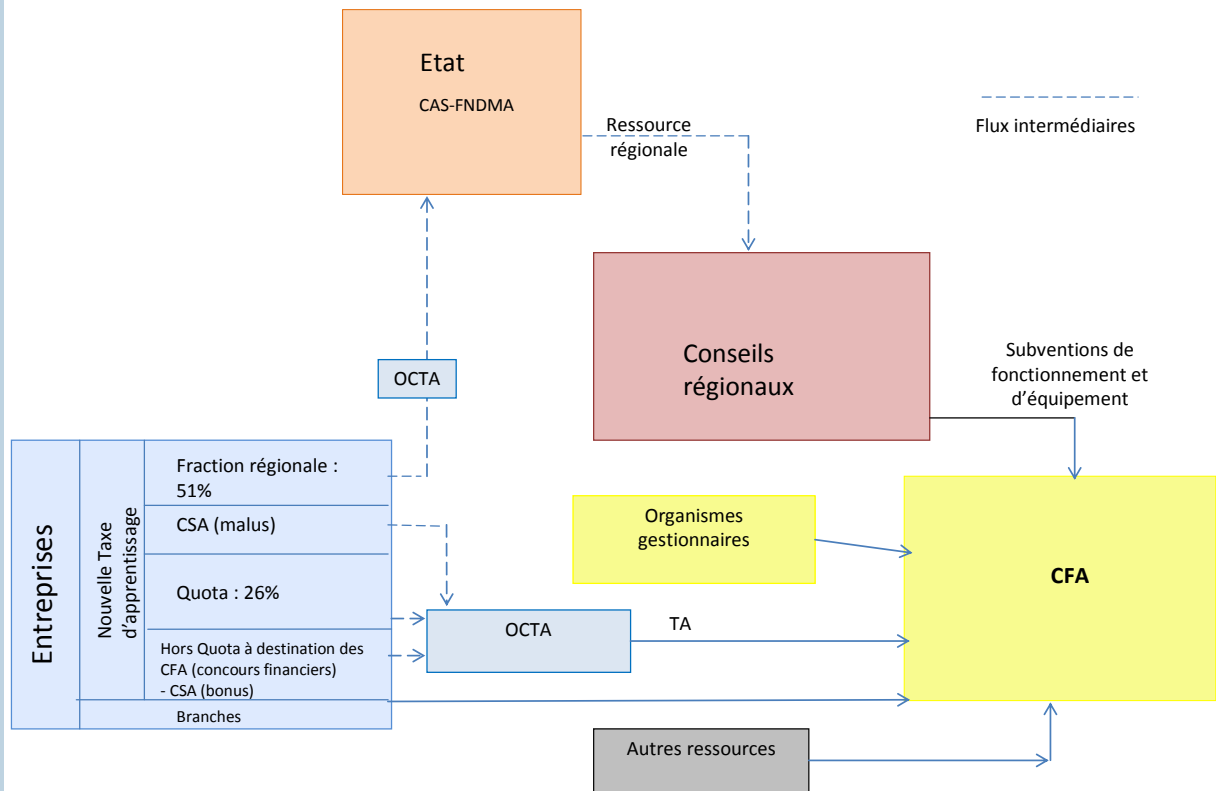 Etat
CAS-FNDMA
Ressource
régionale
Flux intermédiaires
Conseils
régionaux
OCTA
Subventions de
fonctionnement et
d’équipement
Entreprises
Nouvelle Taxe
d’apprentissage
Fraction régionale :
51%
CSA (malus)
Quota : 26%
Hors Quota à destination des
CFA (concours financiers)
- CSA (bonus)
Branches
Organismes
gestionnaires
CFA
OCTA
TA
Autres ressources